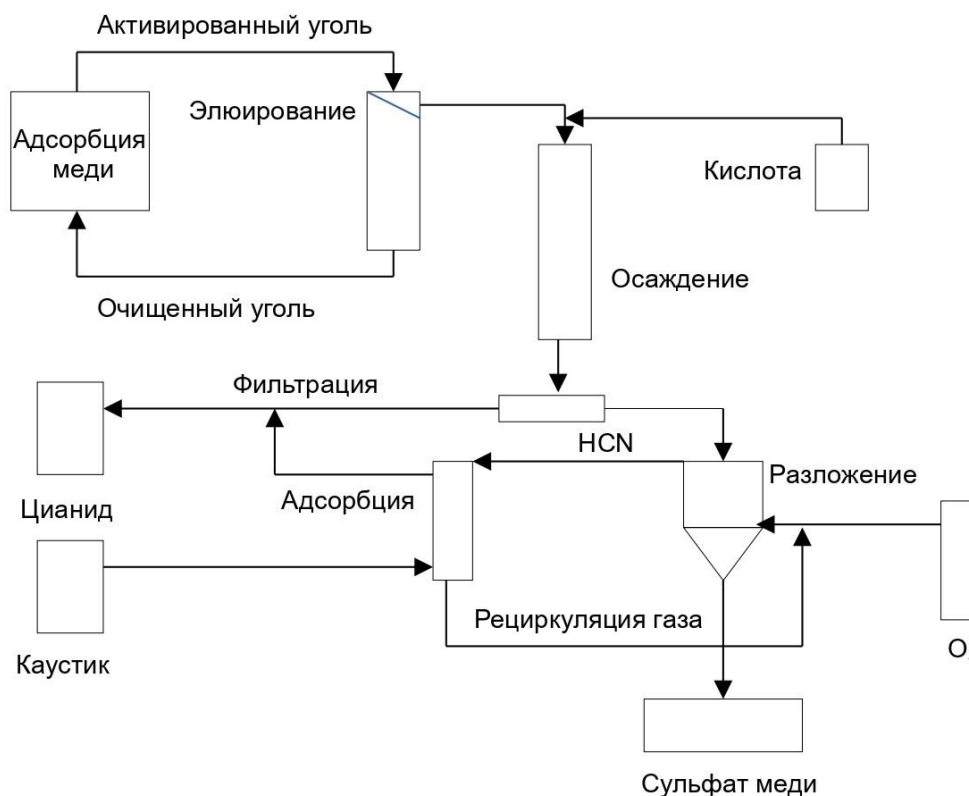 Активированный уголь
Элюирование
Адсорбция
меди
Кислота
Очищенный уголь
Осаждение
Фильтрация
HCN
Разложение
Цианид
Адсорбция
Рециркуляция газа
Каустик
Сульфат меди